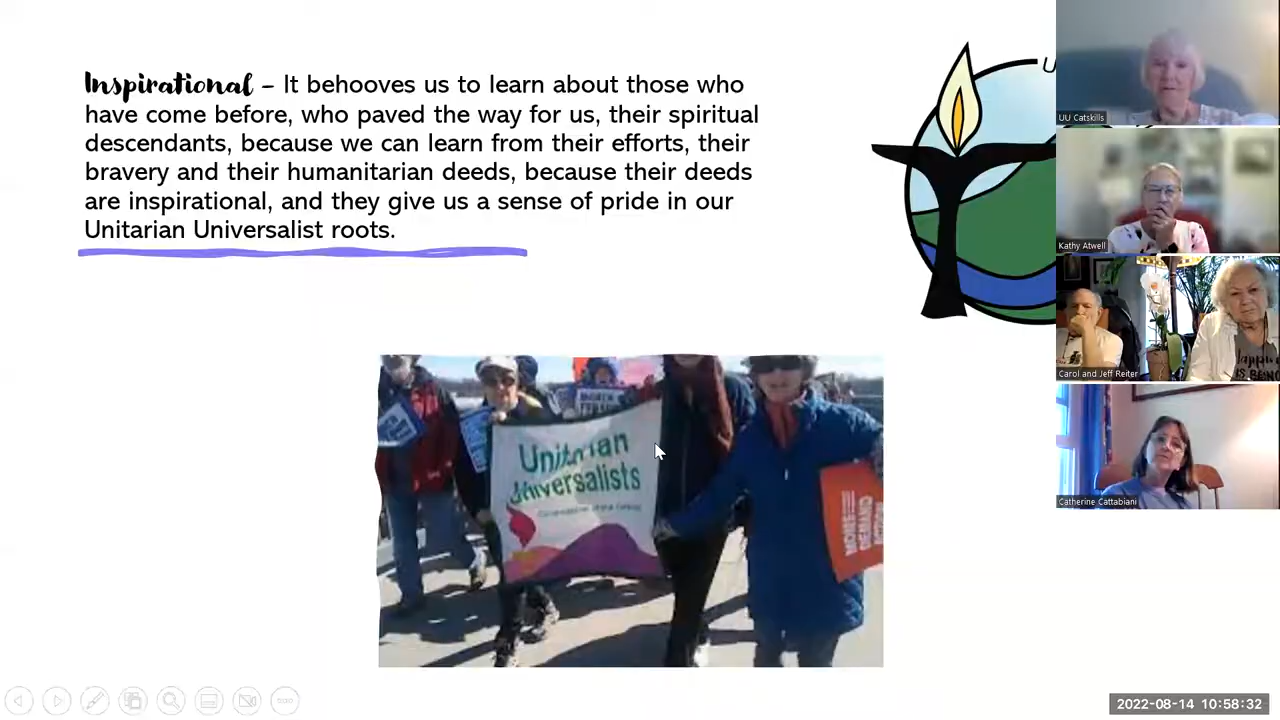 Inspirational – It behooves us to learn about those who
have come before, who paved the way for us, their spiritual
descendants, because we can learn from their efforts, their
bravery and their humanitarian deeds, because their deeds
are inspirational, and they give us a sense of pride in our
Unitarian Universalist roots.
U
Unitarian
Universalists
MOMS
DEMAND
ACTION
UU Catskills
Kathy Atwell
Carol and Jeff Reiter
Catherine Cattabiani
2022-08-14 10:58:32